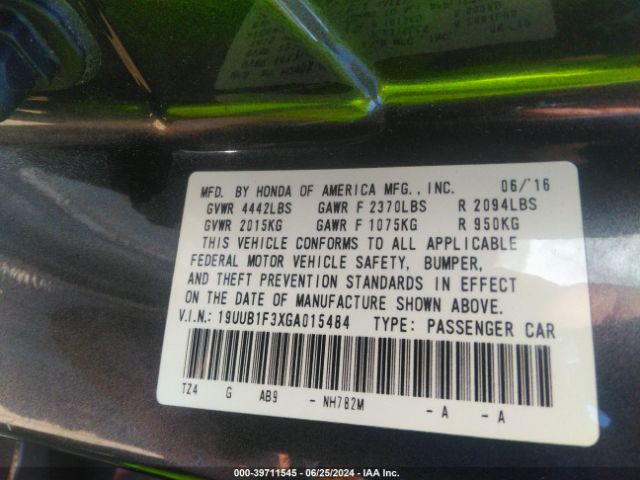 MFD. BY HONDA OF AMERICA MFG., INC. 06/'16
GVWR 4442LBS GAWR F 2370LBS R 2094LBS
GVWR 2015KG GAWR F 1075KG R 950KG
THIS VEHICLE CONFORMS TO ALL APPLICABLE
FEDERAL MOTOR VEHICLE SAFETY, BUMPER,
AND THEFT PREVENTION STANDARDS IN EFFECT
ON THE DATE OF MANUFACTURE SHOWN ABOVE.
V.I.N.: 19UUB1F3XGA015484 TYPE: PASSENGER CAR
TZ4 G AB9 - NH782M - A - A
000-39711545 - 06/25/2024 - IAA Inc.